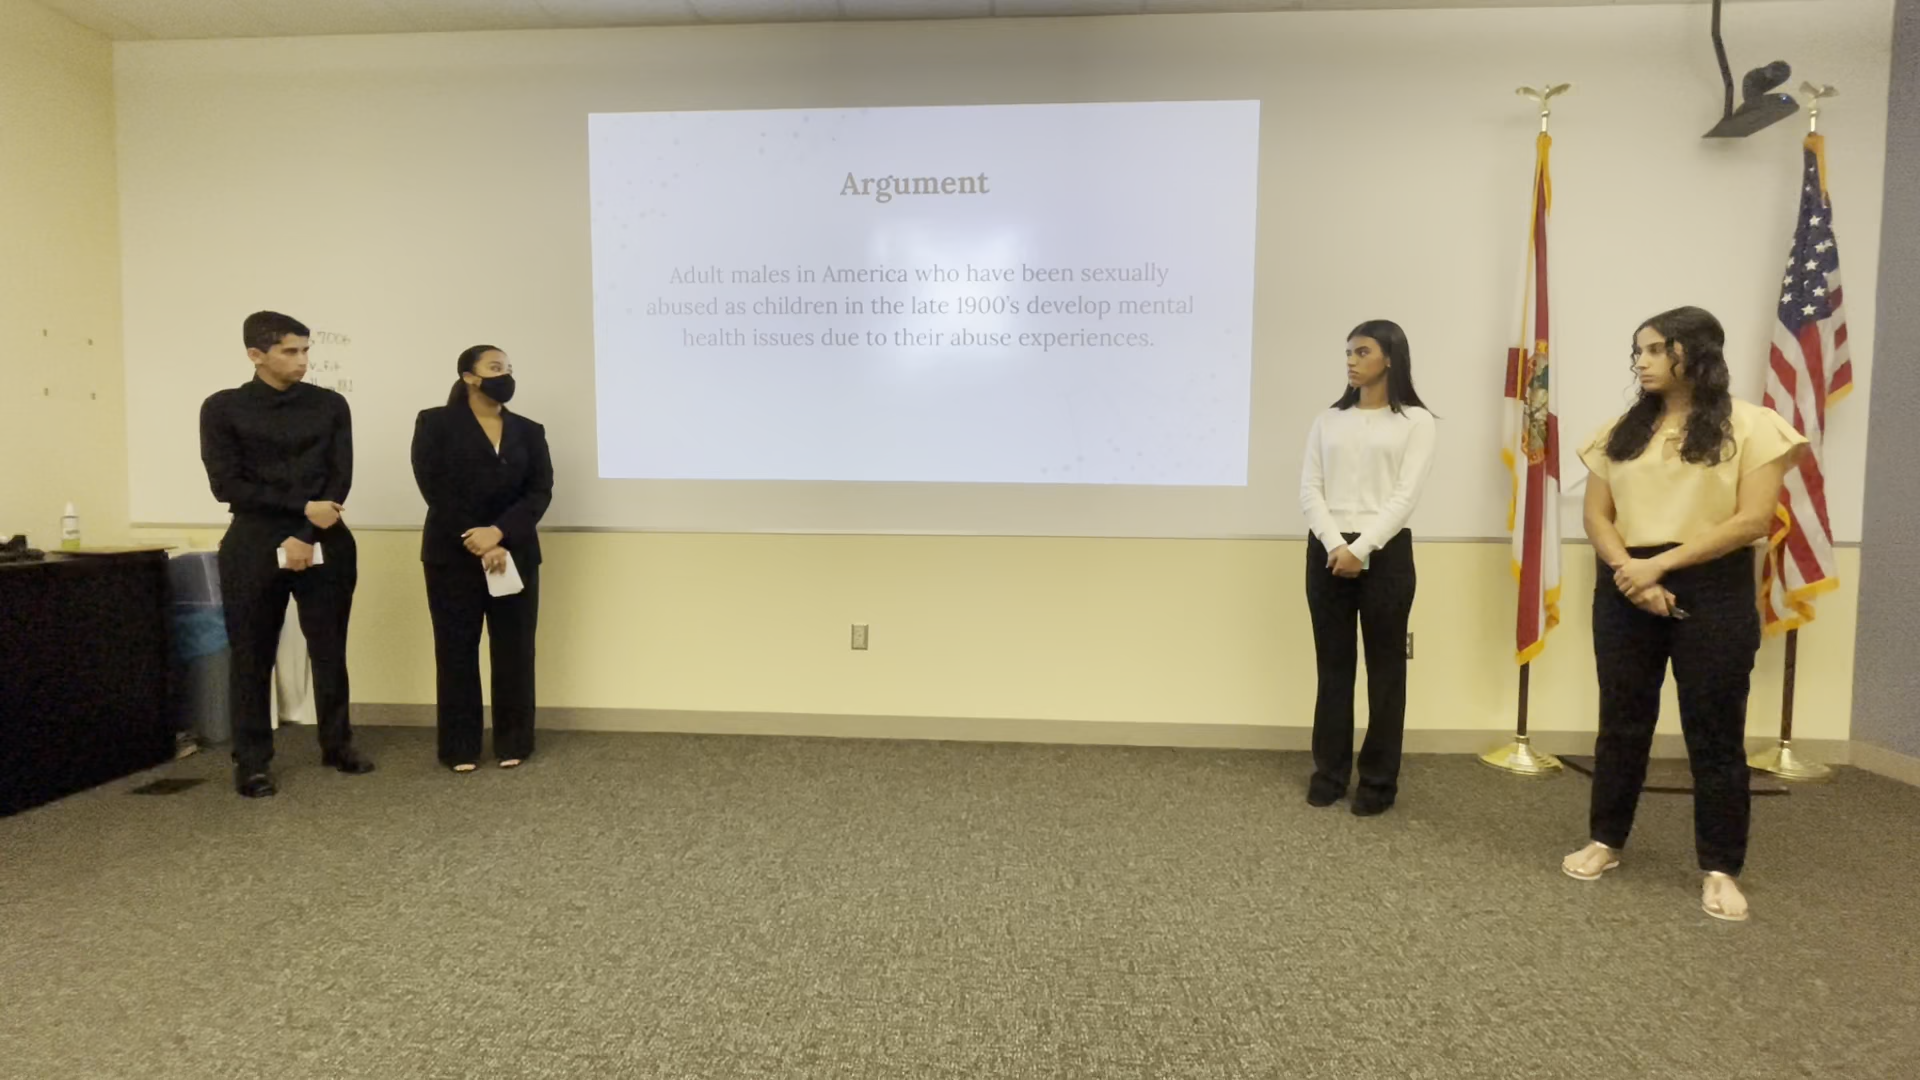 Argument
Adult males in America who have been sexually
abused as children in the late 1900's develop mental
health issues due to their abuse experiences.